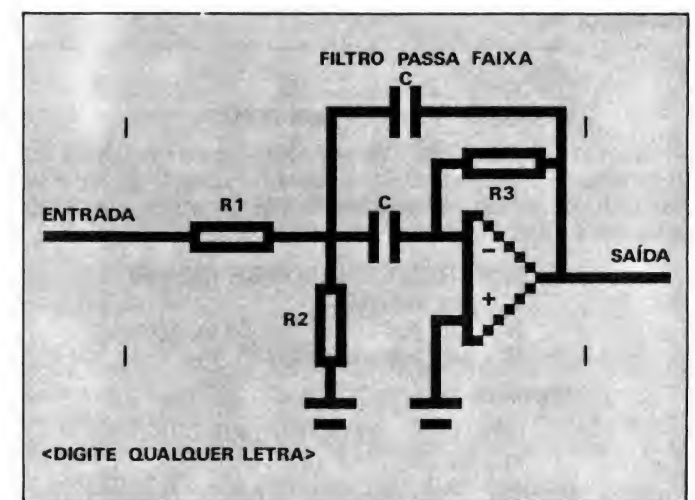 FILTRO PASSA FAIXA
C
R3
C
R1
ENTRADA
SAÍDA
−
+
R2
<DIGITE QUALQUER LETRA>